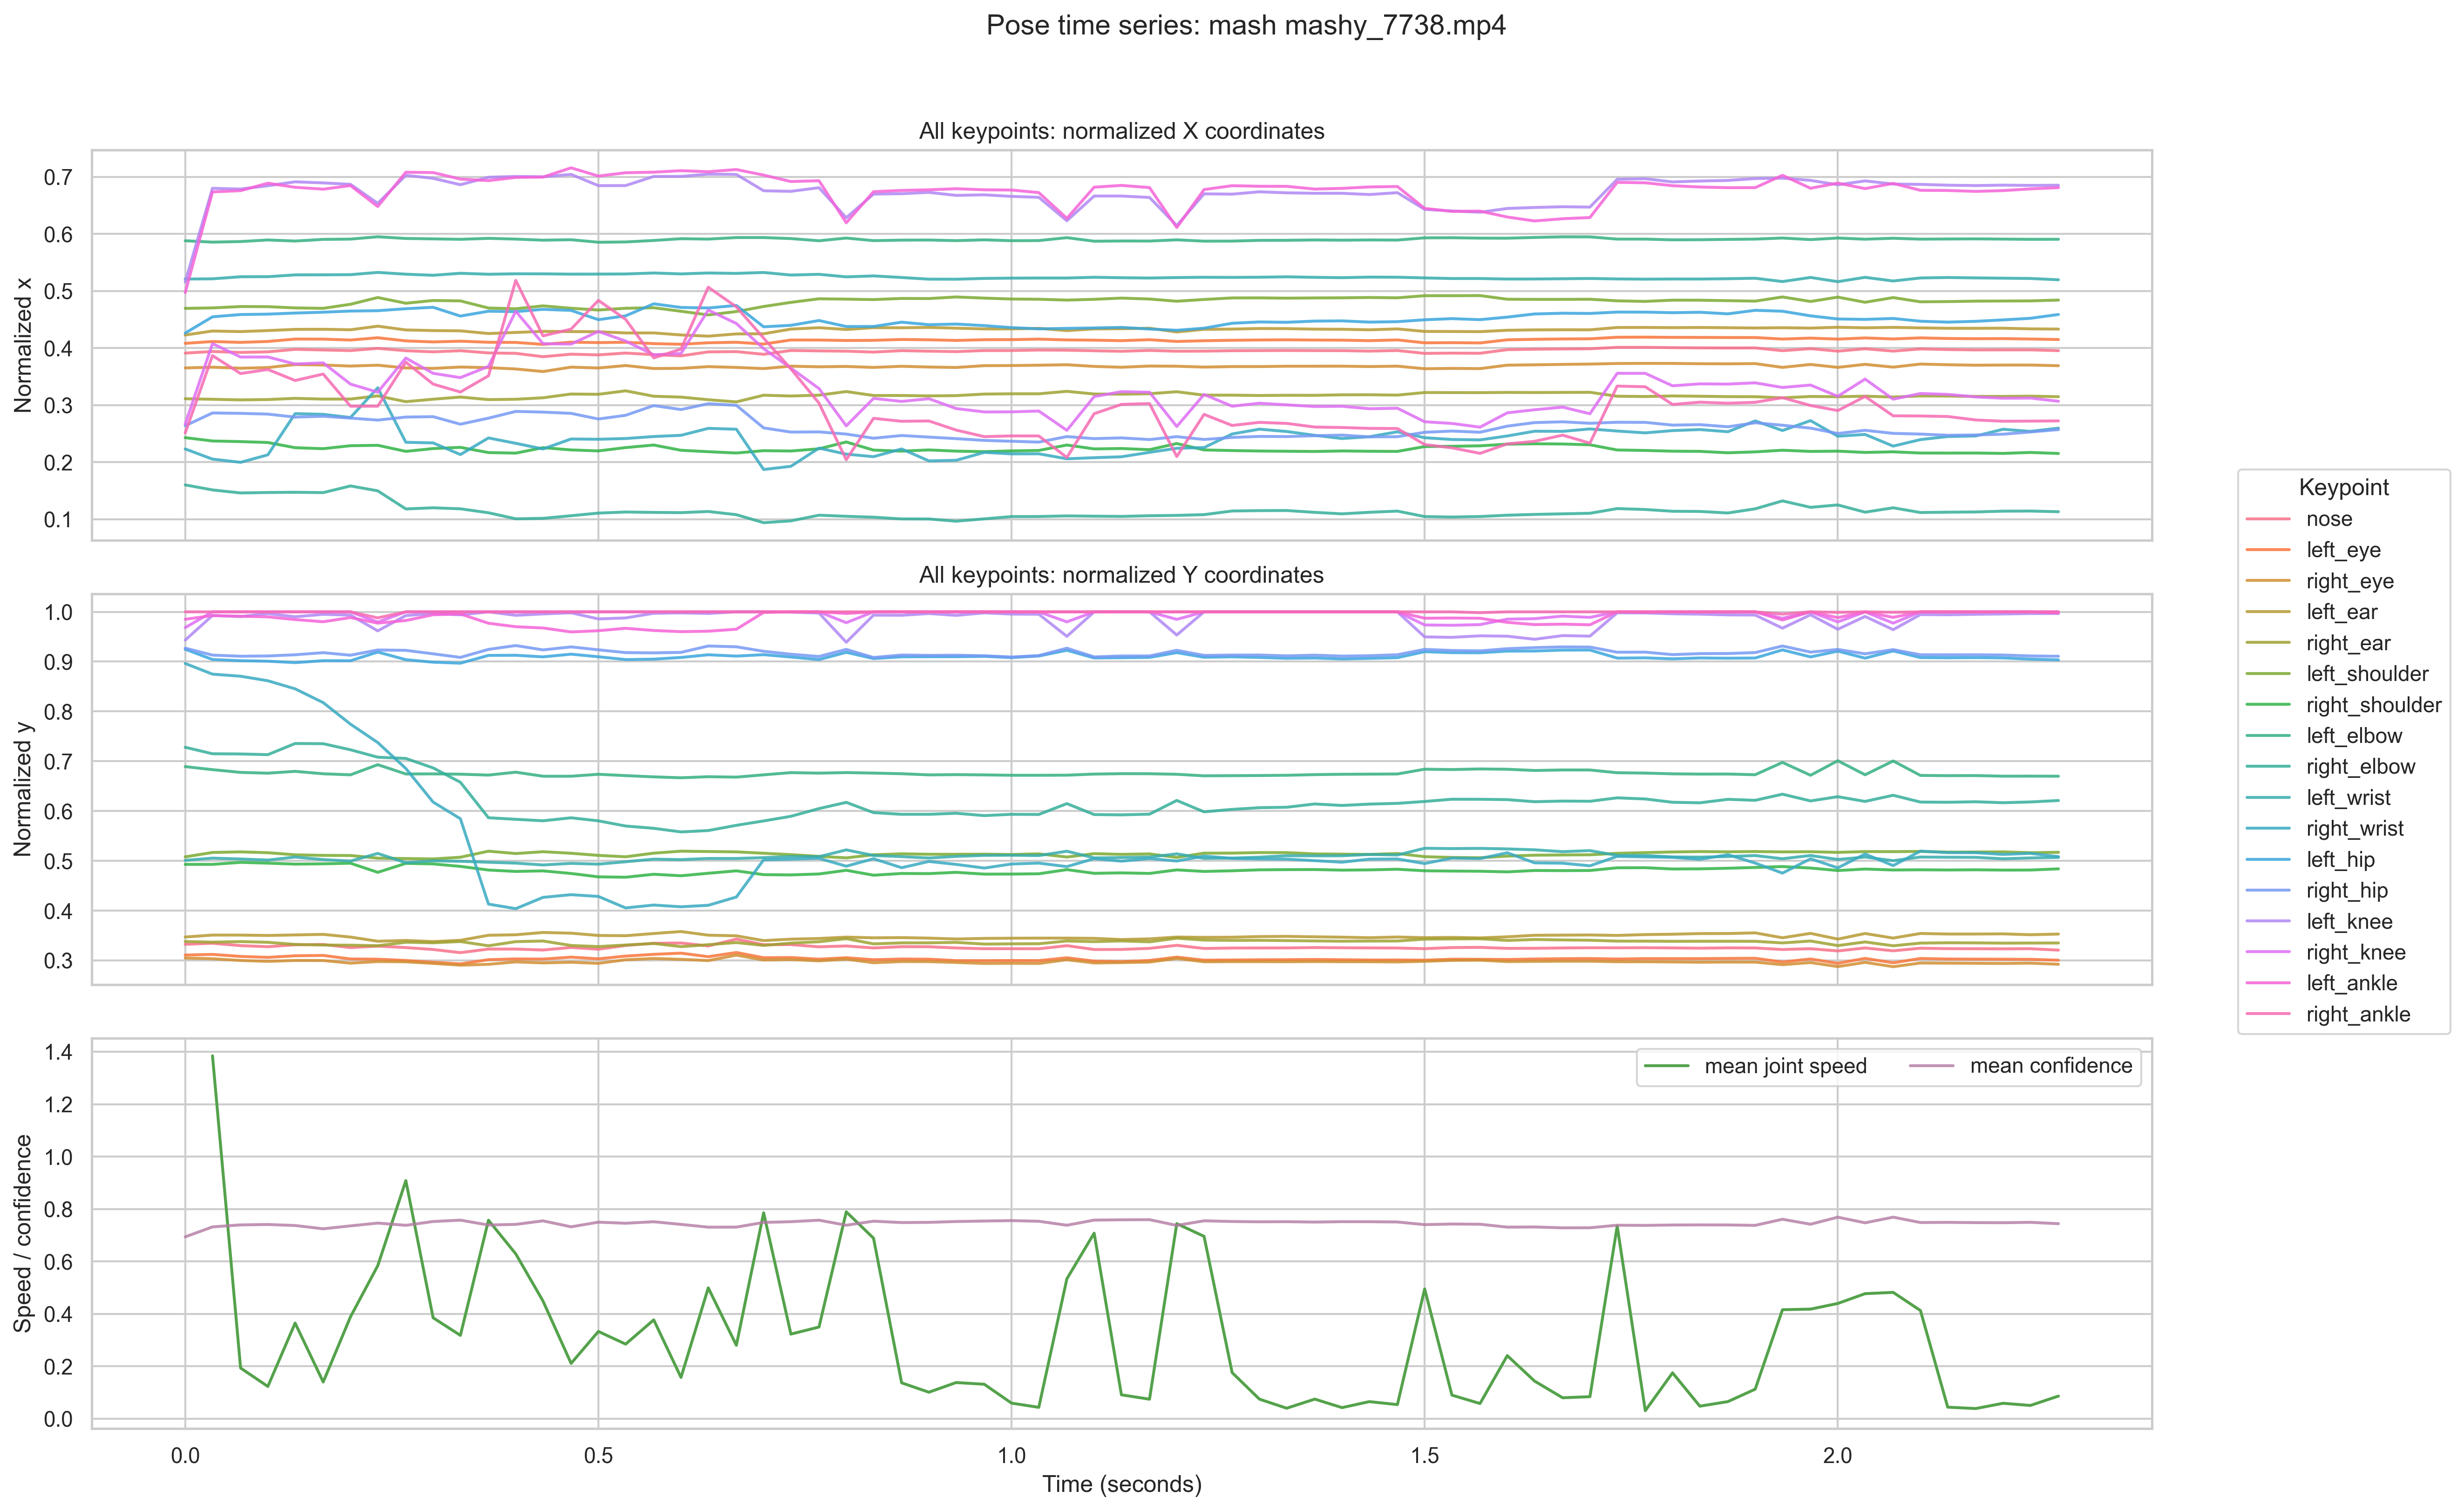 Pose time series: mash mashy_7738.mp4
All keypoints: normalized X coordinates
Normalized x
0.7
0.6
0.5
0.4
0.3
0.2
0.1
All keypoints: normalized Y coordinates
Normalized y
1.0
0.9
0.8
0.7
0.6
0.5
0.4
0.3
Speed / confidence
1.4
1.2
1.0
0.8
0.6
0.4
0.2
0.0
mean joint speed mean confidence
0.0 0.5 1.0 1.5 2.0
Time (seconds)
Keypoint
nose
left_eye
right_eye
left_ear
right_ear
left_shoulder
right_shoulder
left_elbow
right_elbow
left_wrist
right_wrist
left_hip
right_hip
left_knee
right_knee
left_ankle
right_ankle